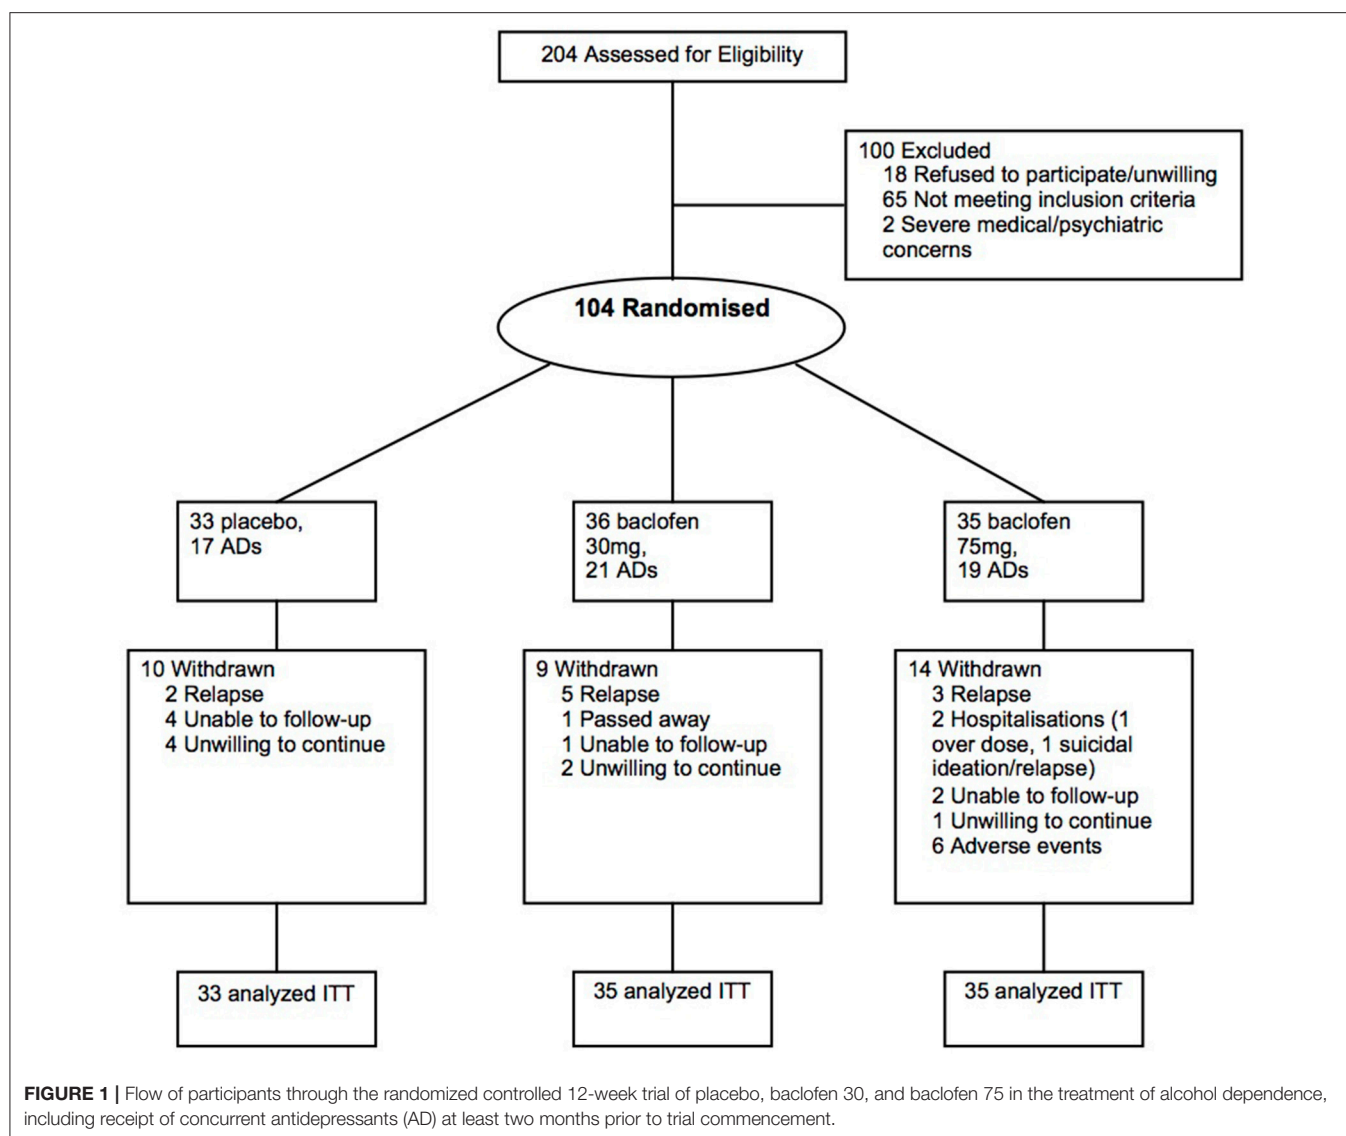 204 Assessed for Eligibility
100 Excluded
18 Refused to participate/unwilling
65 Not meeting inclusion criteria
2 Severe medical/psychiatric
concerns
104 Randomised
33 placebo,
17 ADs
36 baclofen
30mg,
21 ADs
35 baclofen
75mg,
19 ADs
10 Withdrawn
2 Relapse
4 Unable to follow-up
4 Unwilling to continue
9 Withdrawn
5 Relapse
1 Passed away
1 Unable to follow-up
2 Unwilling to continue
14 Withdrawn
3 Relapse
2 Hospitalisations (1
over dose, 1 suicidal
ideation/relapse)
2 Unable to follow-up
1 Unwilling to continue
6 Adverse events
33 analyzed ITT
35 analyzed ITT
35 analyzed ITT
FIGURE 1 | Flow of participants through the randomized controlled 12-week trial of placebo, baclofen 30, and baclofen 75 in the treatment of alcohol dependence,
including receipt of concurrent antidepressants (AD) at least two months prior to trial commencement.